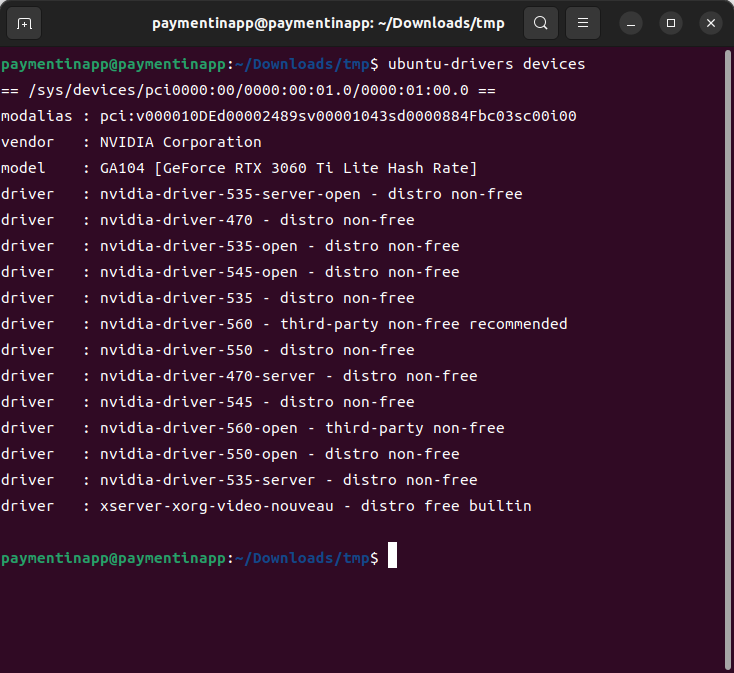 paymentinapp@paymentinapp: ~/Downloads/tmp
paymentinapp@paymentinapp:~/Downloads/tmp$ ubuntu-drivers devices
== /sys/devices/pci0000:00/0000:00:01.0/0000:01:00.0 ==
modalias : pci:v000010DEd00002489sv00001043sd0000884Fbc03sc00i00
vendor   : NVIDIA Corporation
model    : GA104 [GeForce RTX 3060 Ti Lite Hash Rate]
driver   : nvidia-driver-535-server-open - distro non-free
driver   : nvidia-driver-470 - distro non-free
driver   : nvidia-driver-535-open - distro non-free
driver   : nvidia-driver-545-open - distro non-free
driver   : nvidia-driver-535 - distro non-free
driver   : nvidia-driver-560 - third-party non-free recommended
driver   : nvidia-driver-550 - distro non-free
driver   : nvidia-driver-470-server - distro non-free
driver   : nvidia-driver-545 - distro non-free
driver   : nvidia-driver-560-open - third-party non-free
driver   : nvidia-driver-550-open - distro non-free
driver   : nvidia-driver-535-server - distro non-free
driver   : xserver-xorg-video-nouveau - distro free builtin
paymentinapp@paymentinapp:~/Downloads/tmp$